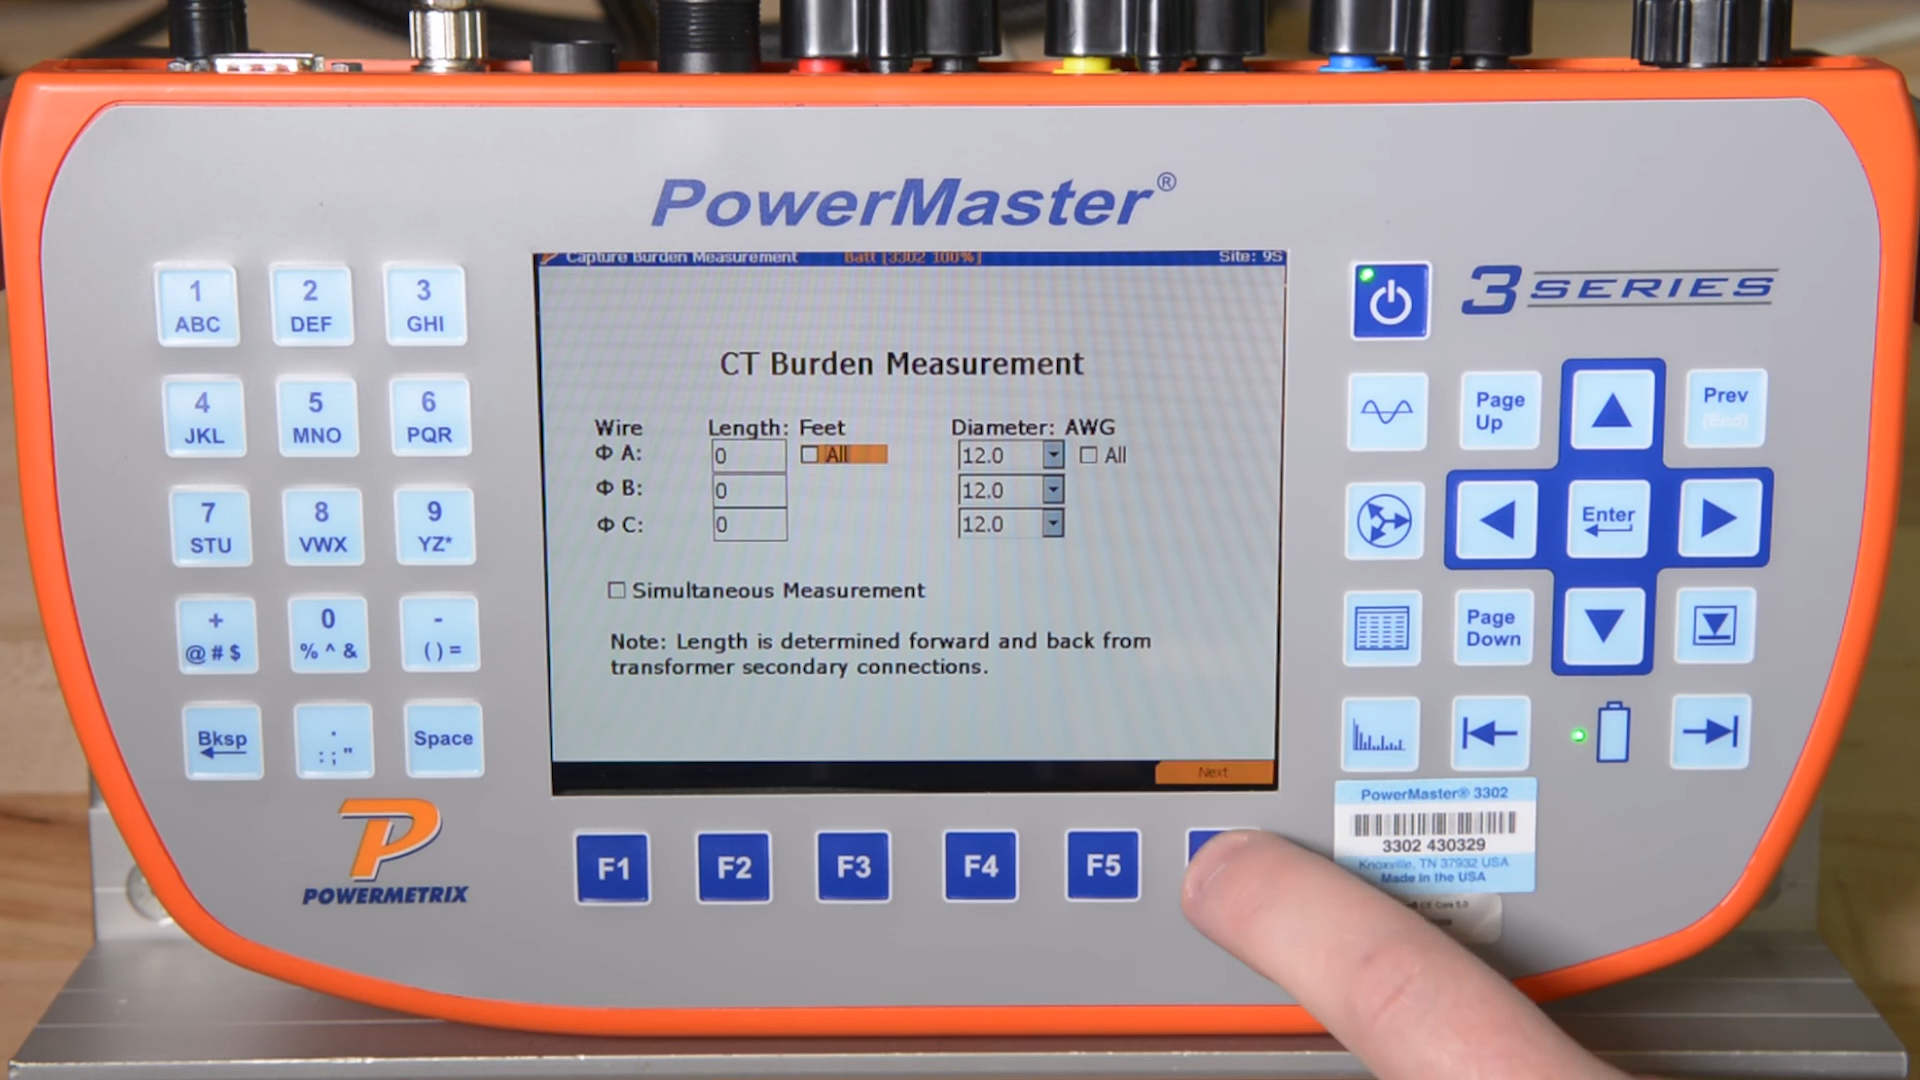 PowerMaster®
3 SERIES
Capture Burden Measurement Batt [3302 100%] Site: 9S
CT Burden Measurement
Wire Length: Feet Diameter: AWG
Φ A: 0 All 12.0 All
Φ B: 0 12.0
Φ C: 0 12.0
Simultaneous Measurement
Note: Length is determined forward and back from
transformer secondary connections.
Next
1
ABC
2
DEF
3
GHI
4
JKL
5
MNO
6
PQR
7
STU
8
VWX
9
YZ*
+
@ # $
0
% ^ &
-
( ) =
Bksp
.
: ; "
Space
POWERMETRIX
F1
F2
F3
F4
F5
Page
Up
Prev
(End)
Enter
Page
Down
PowerMaster® 3302
3302 430329
Knoxville, TN 37932 USA
Made in the USA
CE Core 5.0